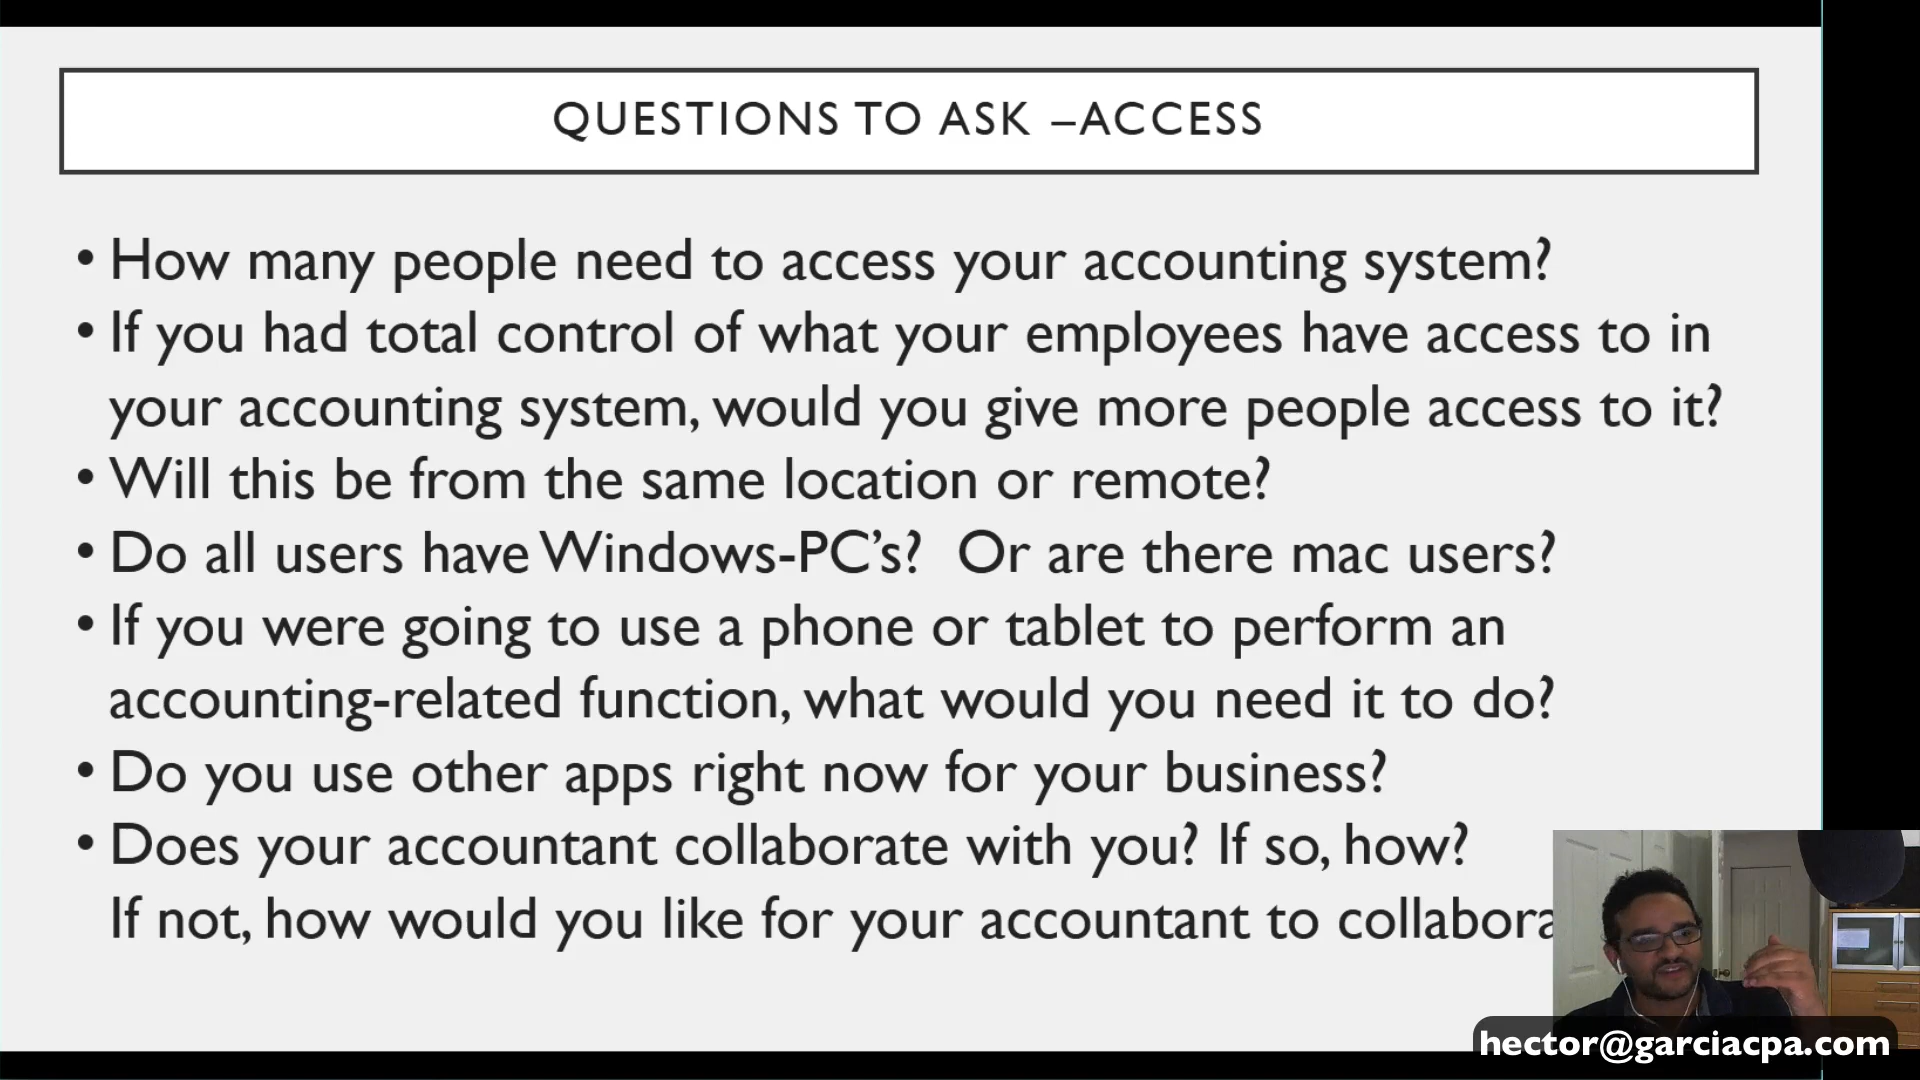 QUESTIONS TO ASK –ACCESS
• How many people need to access your accounting system?
• If you had total control of what your employees have access to in
your accounting system, would you give more people access to it?
• Will this be from the same location or remote?
• Do all users have Windows-PC’s?  Or are there mac users?
• If you were going to use a phone or tablet to perform an
accounting-related function, what would you need it to do?
• Do you use other apps right now for your business?
• Does your accountant collaborate with you? If so, how?
If not, how would you like for your accountant to
hector@garciacpa.com